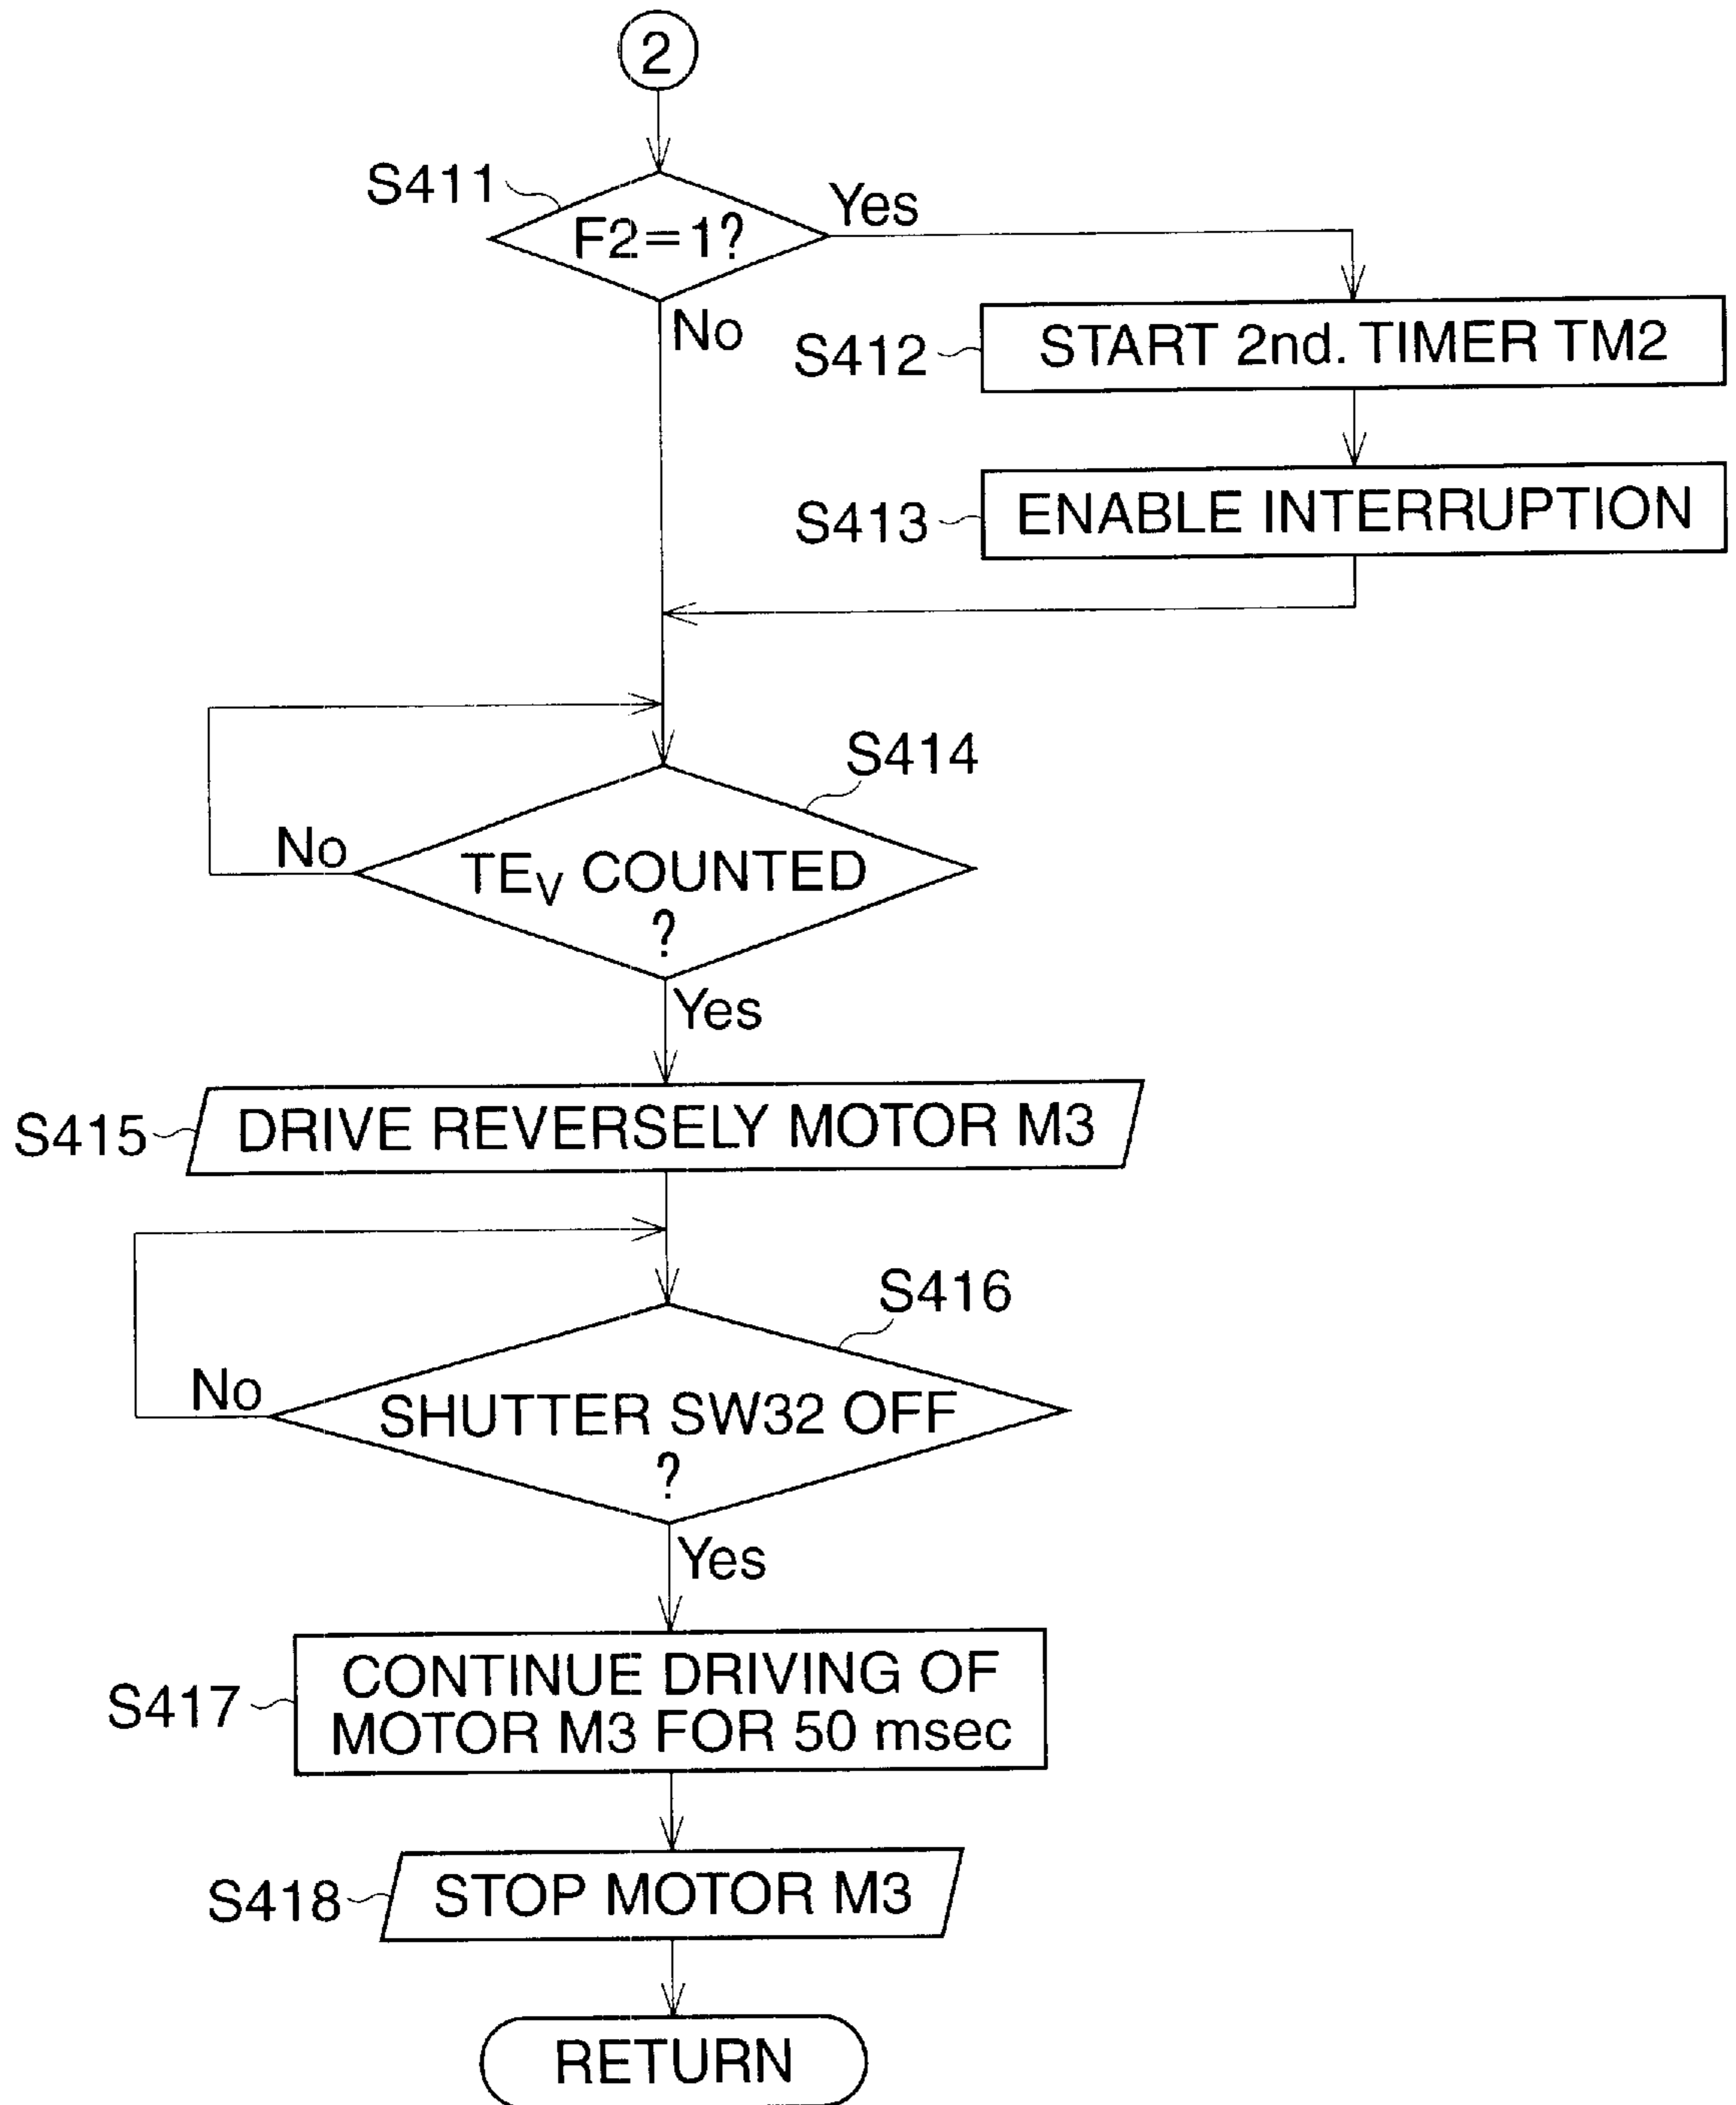 2
S411
F2=1?
Yes
No
S412
START 2nd. TIMER TM2
S413
ENABLE INTERRUPTION
S414
No
TEV COUNTED
?
Yes
S415
DRIVE REVERSELY MOTOR M3
S416
No
SHUTTER SW32 OFF
?
Yes
S417
CONTINUE DRIVING OF
MOTOR M3 FOR 50 msec
S418
STOP MOTOR M3
RETURN